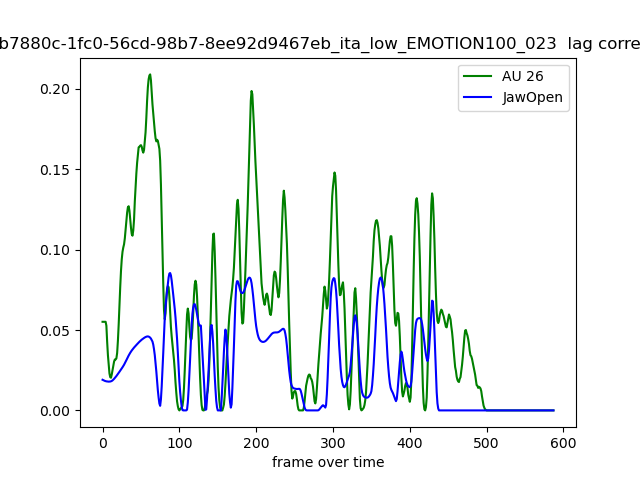 b7880c-1fc0-56cd-98b7-8ee92d9467eb_ita_low_EMOTION100_023 lag corre
AU 26
JawOpen
0.20
0.15
0.10
0.05
0.00
0 100 200 300 400 500 600
frame over time